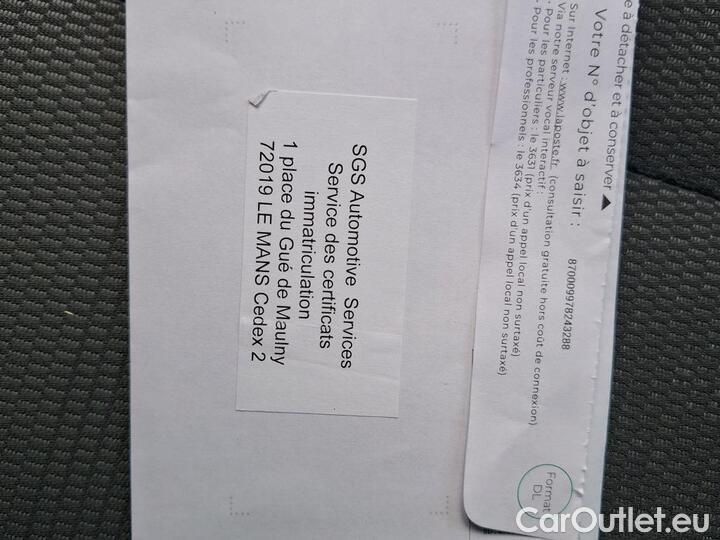 e à détacher et à conserver ▲
Votre N° d'objet à saisir :
87000997824 3288
Sur Internet : www.laposte.fr (consultation gratuite hors coût de connexion)
Via notre serveur vocal interactif :
- Pour les particuliers : le 3631 (prix d'un appel local non surtaxé)
- Pour les professionnels : le 3634 (prix d'un appel local non surtaxé)
Format
DL
SGS Automotive Services
Service des certificats
immatriculation
1 place du Gué de Maulny
72019 LE MANS Cedex 2
CarOutlet.eu